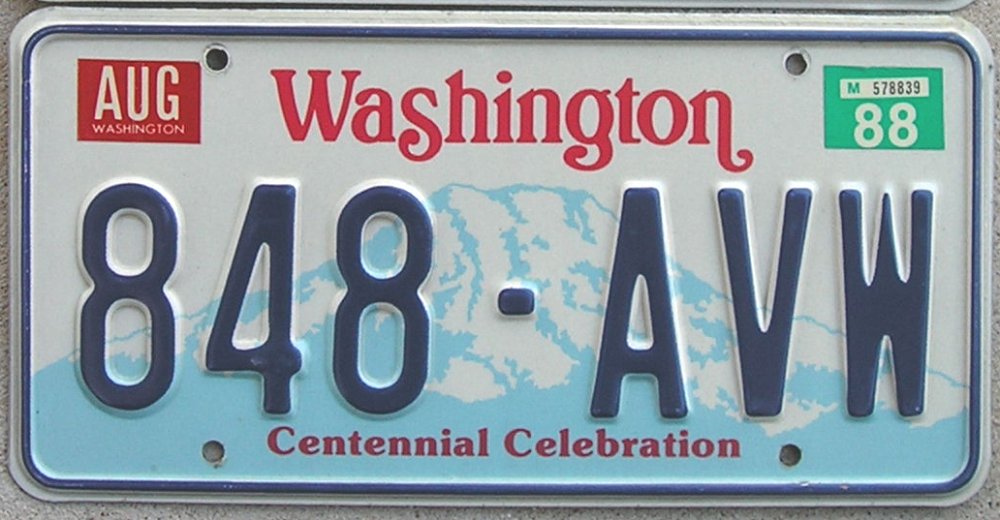 AUG
WASHINGTON
Washington
M 578839
88
848-AVW
Centennial Celebration